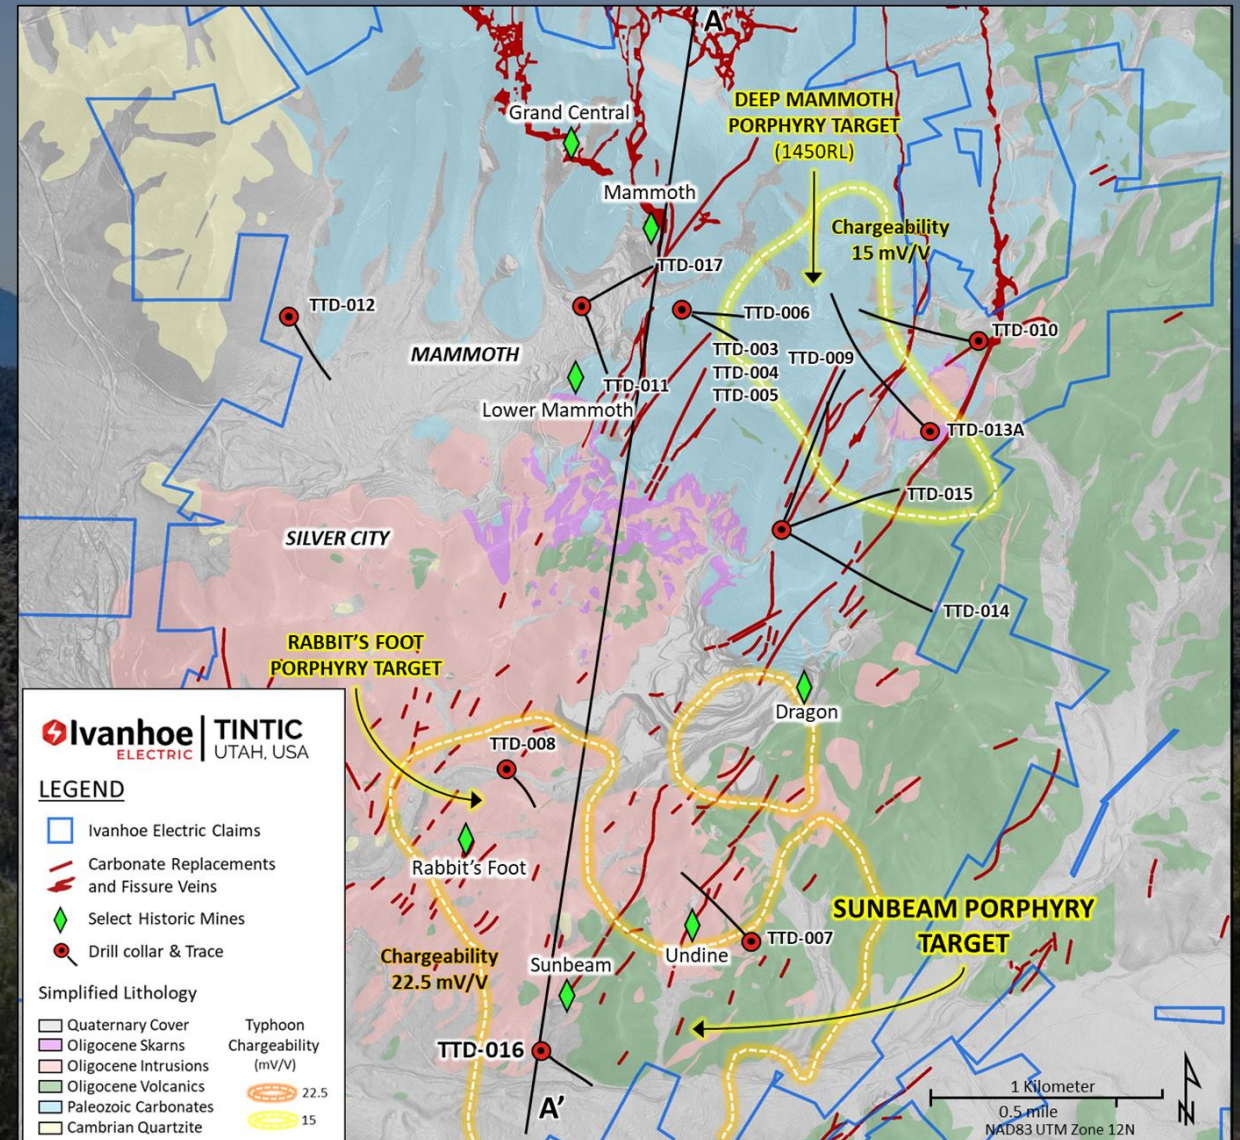 A
Grand Central
DEEP MAMMOTH
PORPHYRY TARGET
(1450RL)
Mammoth
Chargeability
15 mV/V
TTD-017
TTD-012
TTD-006
TTD-010
MAMMOTH
TTD-003
TTD-009
TTD-004
TTD-011
TTD-005
Lower Mammoth
TTD-013A
TTD-015
SILVER CITY
TTD-014
RABBIT'S FOOT
PORPHYRY TARGET
Dragon
TTD-008
Rabbit's Foot
SUNBEAM PORPHYRY
TARGET
TTD-007
Undine
Chargeability
22.5 mV/V
Sunbeam
TTD-016
A'
Ivanhoe
ELECTRIC
TINTIC
UTAH, USA
LEGEND
Ivanhoe Electric Claims
Carbonate Replacements
and Fissure Veins
Select Historic Mines
Drill collar & Trace
Simplified Lithology
Quaternary Cover
Oligocene Skarns
Oligocene Intrusions
Oligocene Volcanics
Paleozoic Carbonates
Cambrian Quartzite
Typhoon
Chargeability
(mV/V)
22.5
15
1 Kilometer
0.5 mile
NAD83 UTM Zone 12N
N